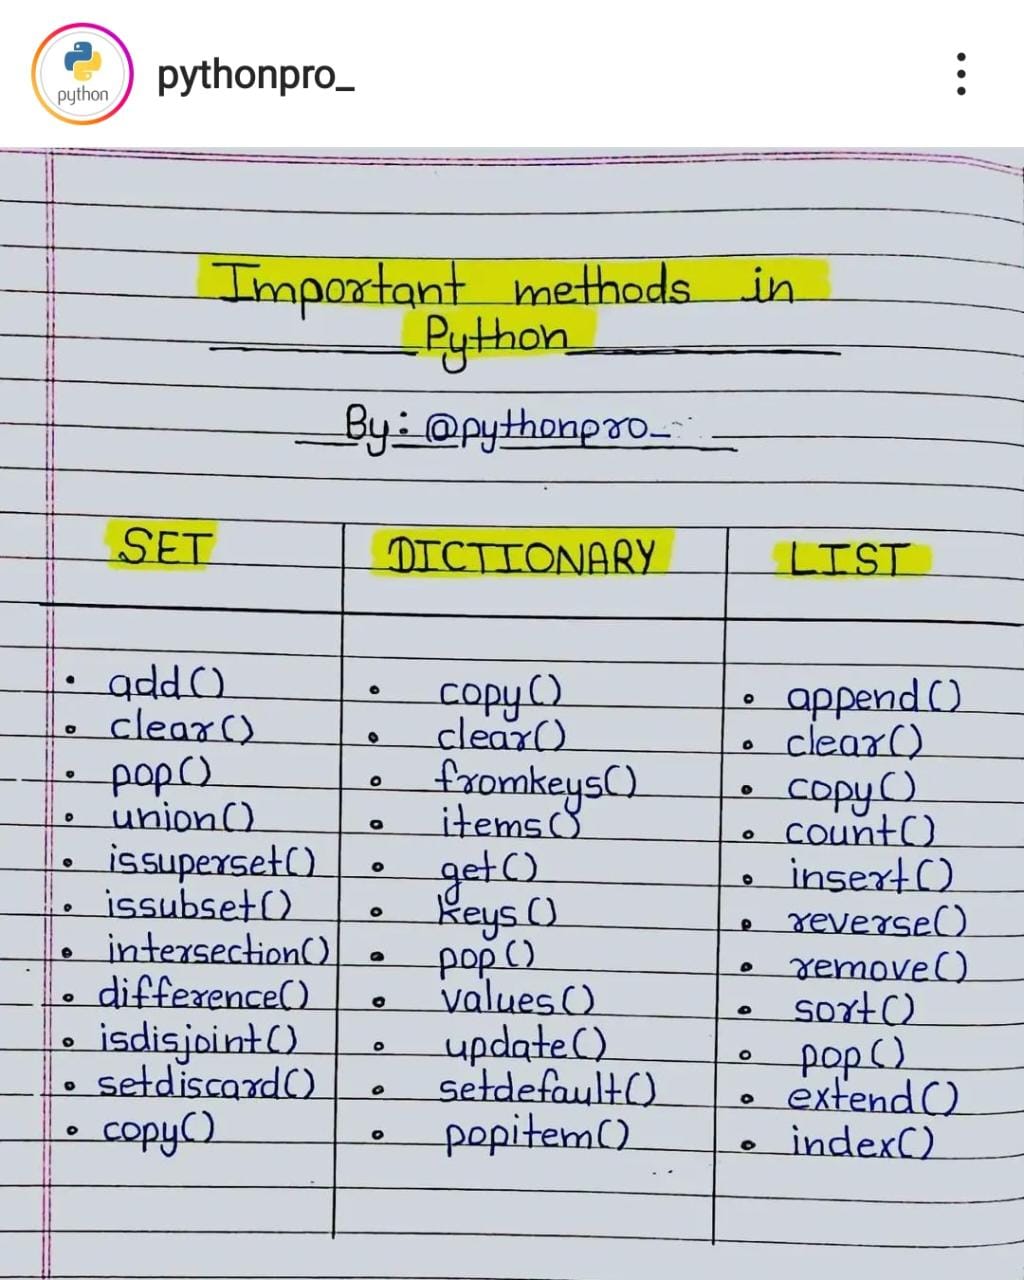 python
pythonpro_
Important methods in
Python
By: @pythonpro_
SET DICTIONARY LIST
• add() • copy() • append()
• clear() • clear() • clear()
• pop() • fromkeys() • copy()
• union() • items() • count()
• issuperset() • get() • insert()
• issubset() • keys() • reverse()
• intersection() • pop() • remove()
• difference() • values() • sort()
• isdisjoint() • update() • pop()
• setdiscard() • setdefault() • extend()
• copy() • popitem() • index()